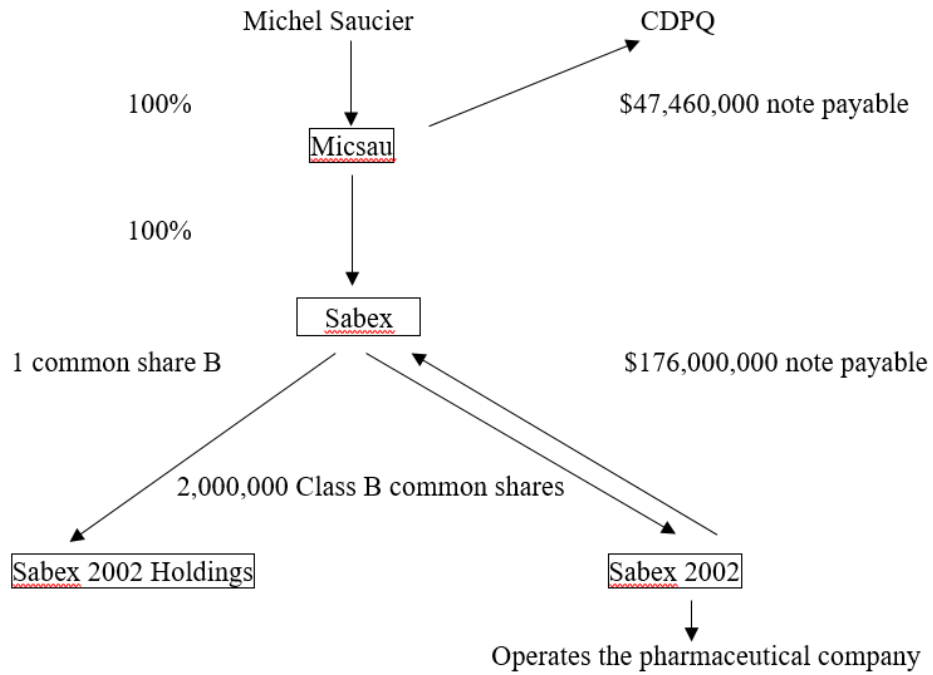 Michel Saucier
CDPQ
100%
$47,460,000 note payable
Micsau
100%
Sabex
1 common share B
$176,000,000 note payable
2,000,000 Class B common shares
Sabex 2002 Holdings
Sabex 2002
Operates the pharmaceutical company